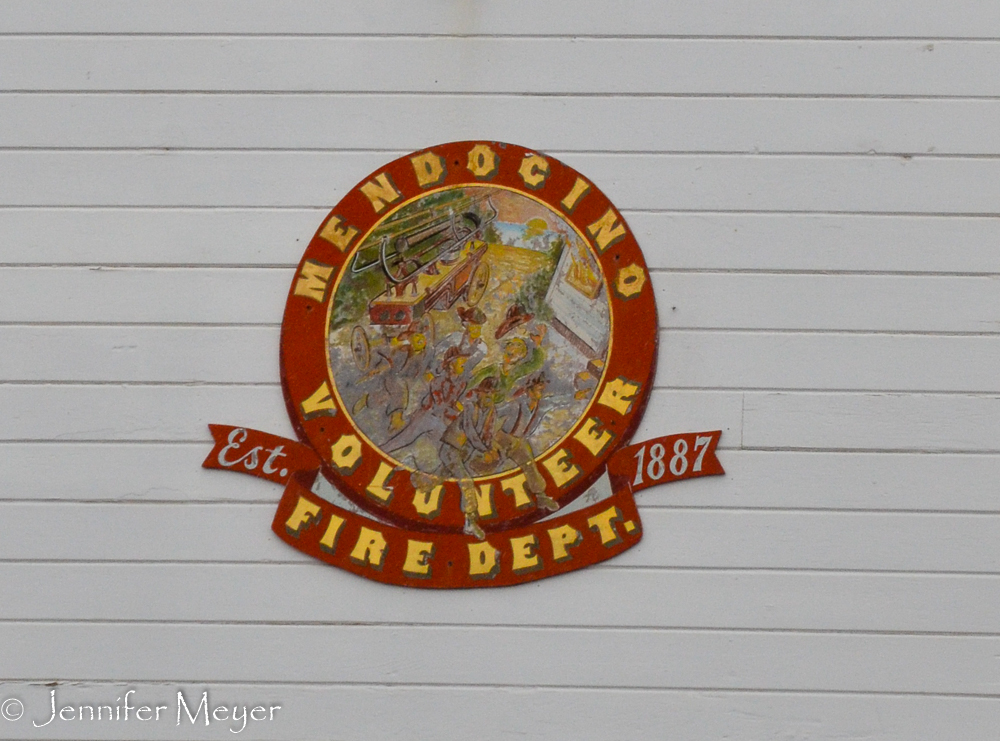 MENDOCINO
VOLUNTEER
Est. 1887
FIRE DEPT.
© Jennifer Meyer